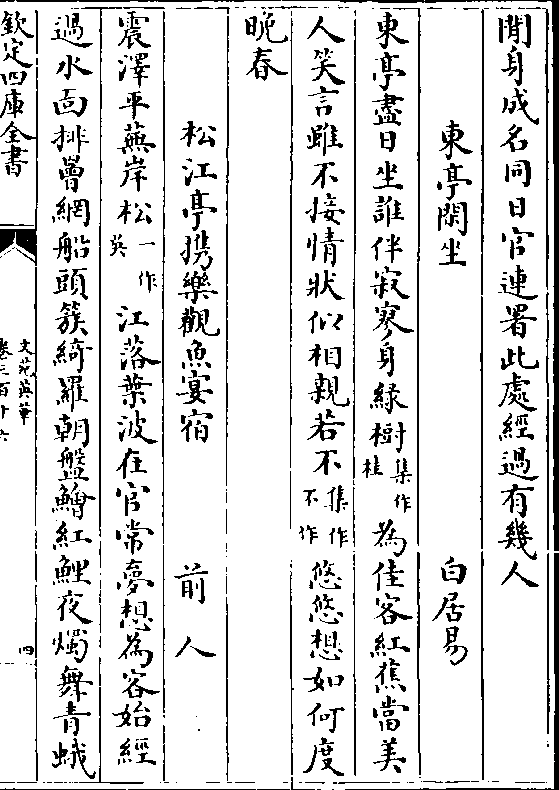 閒身成名同日官連署此處經過有幾人
東亭閑坐 白居易
東亭盡日坐誰伴寂寥身緑樹集作桂為佳客紅蕉當美
人笑言雖不接情狀似相親若不集作不作悠悠想如何度
晩春
松江亭携樂觀魚宴宿 前人
震澤平蕪岸松一作吳江落葉波在官常夢想為客始經
過水面排罾網船頭簇綺羅朝盤鱠紅鯉夜燭舞青蛾
欽定四庫全書
文苑英華
卷三百十六
四